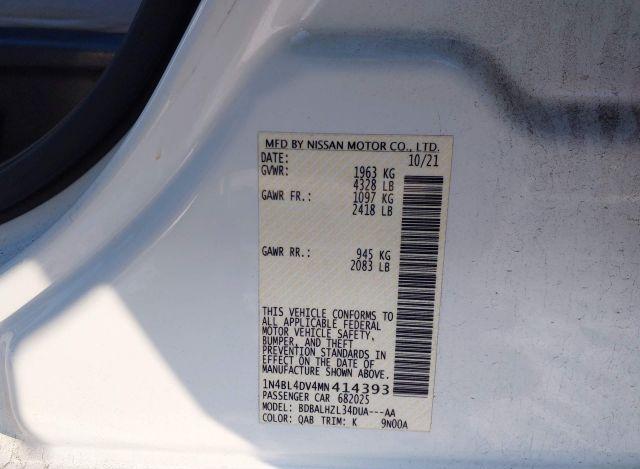 MFD BY NISSAN MOTOR CO., LTD.
DATE: 10/21
GVWR: 1963 KG
4328 LB
GAWR FR.: 1097 KG
2418 LB
GAWR RR.: 945 KG
2083 LB
THIS VEHICLE CONFORMS TO
ALL APPLICABLE FEDERAL
MOTOR VEHICLE SAFETY,
BUMPER, AND THEFT
PREVENTION STANDARDS IN
EFFECT ON THE DATE OF
MANUFACTURE SHOWN ABOVE.
1N4BL4DV4MN414393
PASSENGER CAR 682025
MODEL: BDBALHZL34DUA---AA
COLOR: QAB TRIM: K 9N00A